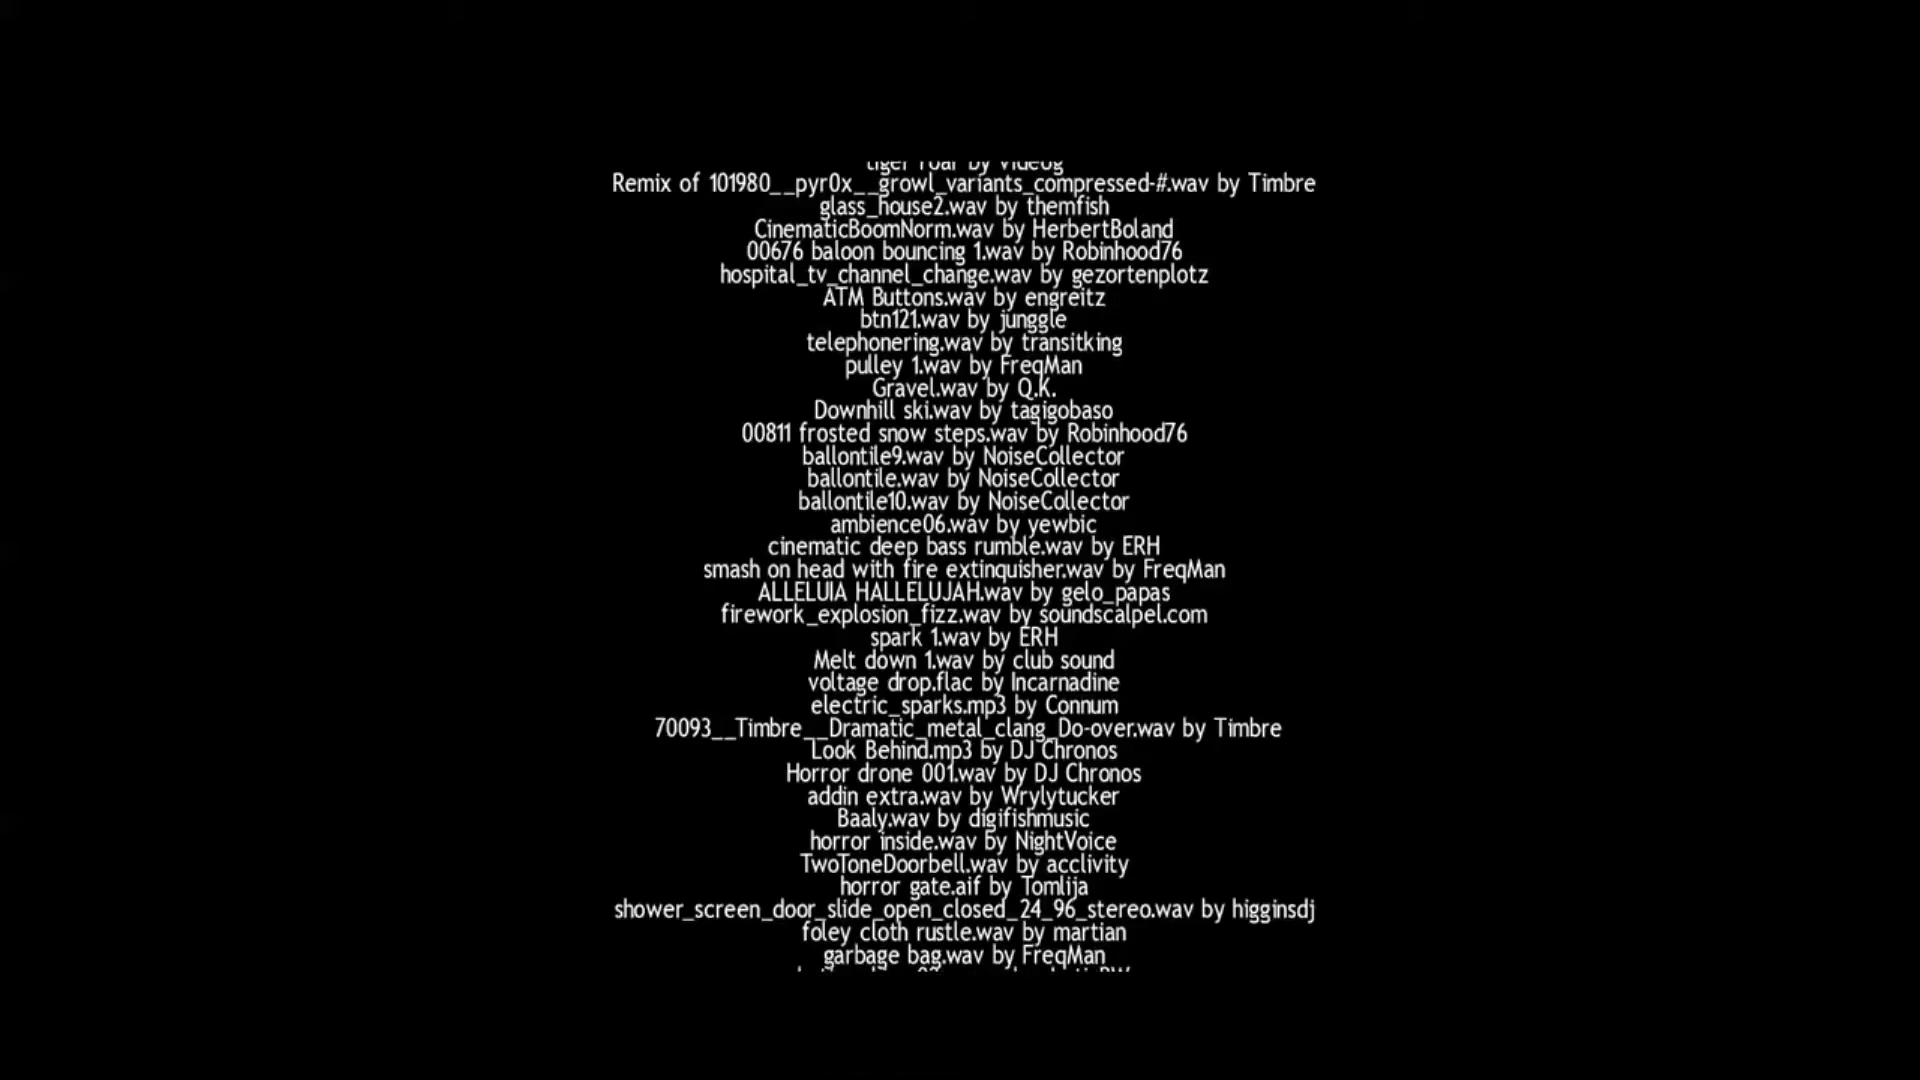 tiger roar by videog
Remix of 101980__pyr0x__growl_variants_compressed-#.wav by Timbre
glass_house2.wav by themfish
CinematicBoomNorm.wav by HerbertBoland
00676 baloon bouncing 1.wav by Robinhood76
hospital_tv_channel_change.wav by gezortenplotz
ATM Buttons.wav by engreitz
btn121.wav by junggle
telephonering.wav by transitking
pulley 1.wav by FreqMan
Gravel.wav by Q.K.
Downhill ski.wav by tagigobaso
00811 frosted snow steps.wav by Robinhood76
ballontile9.wav by NoiseCollector
ballontile.wav by NoiseCollector
ballontile10.wav by NoiseCollector
ambience06.wav by yewbic
cinematic deep bass rumble.wav by ERH
smash on head with fire extinquisher.wav by FreqMan
ALLELUIA HALLELUJAH.wav by gelo_papas
firework_explosion_fizz.wav by soundscalpel.com
spark 1.wav by ERH
Melt down 1.wav by club sound
voltage drop.flac by Incarnadine
electric_sparks.mp3 by Connum
70093__Timbre__Dramatic_metal_clang_Do-over.wav by Timbre
Look Behind.mp3 by DJ Chronos
Horror drone 001.wav by DJ Chronos
addin extra.wav by Wrylytucker
Baaly.wav by digifishmusic
horror inside.wav by NightVoice
TwoToneDoorbell.wav by acclivity
horror gate.aif by Tomlija
shower_screen_door_slide_open_closed_24_96_stereo.wav by higginsdj
foley cloth rustle.wav by martian
garbage bag.wav by FreqMan